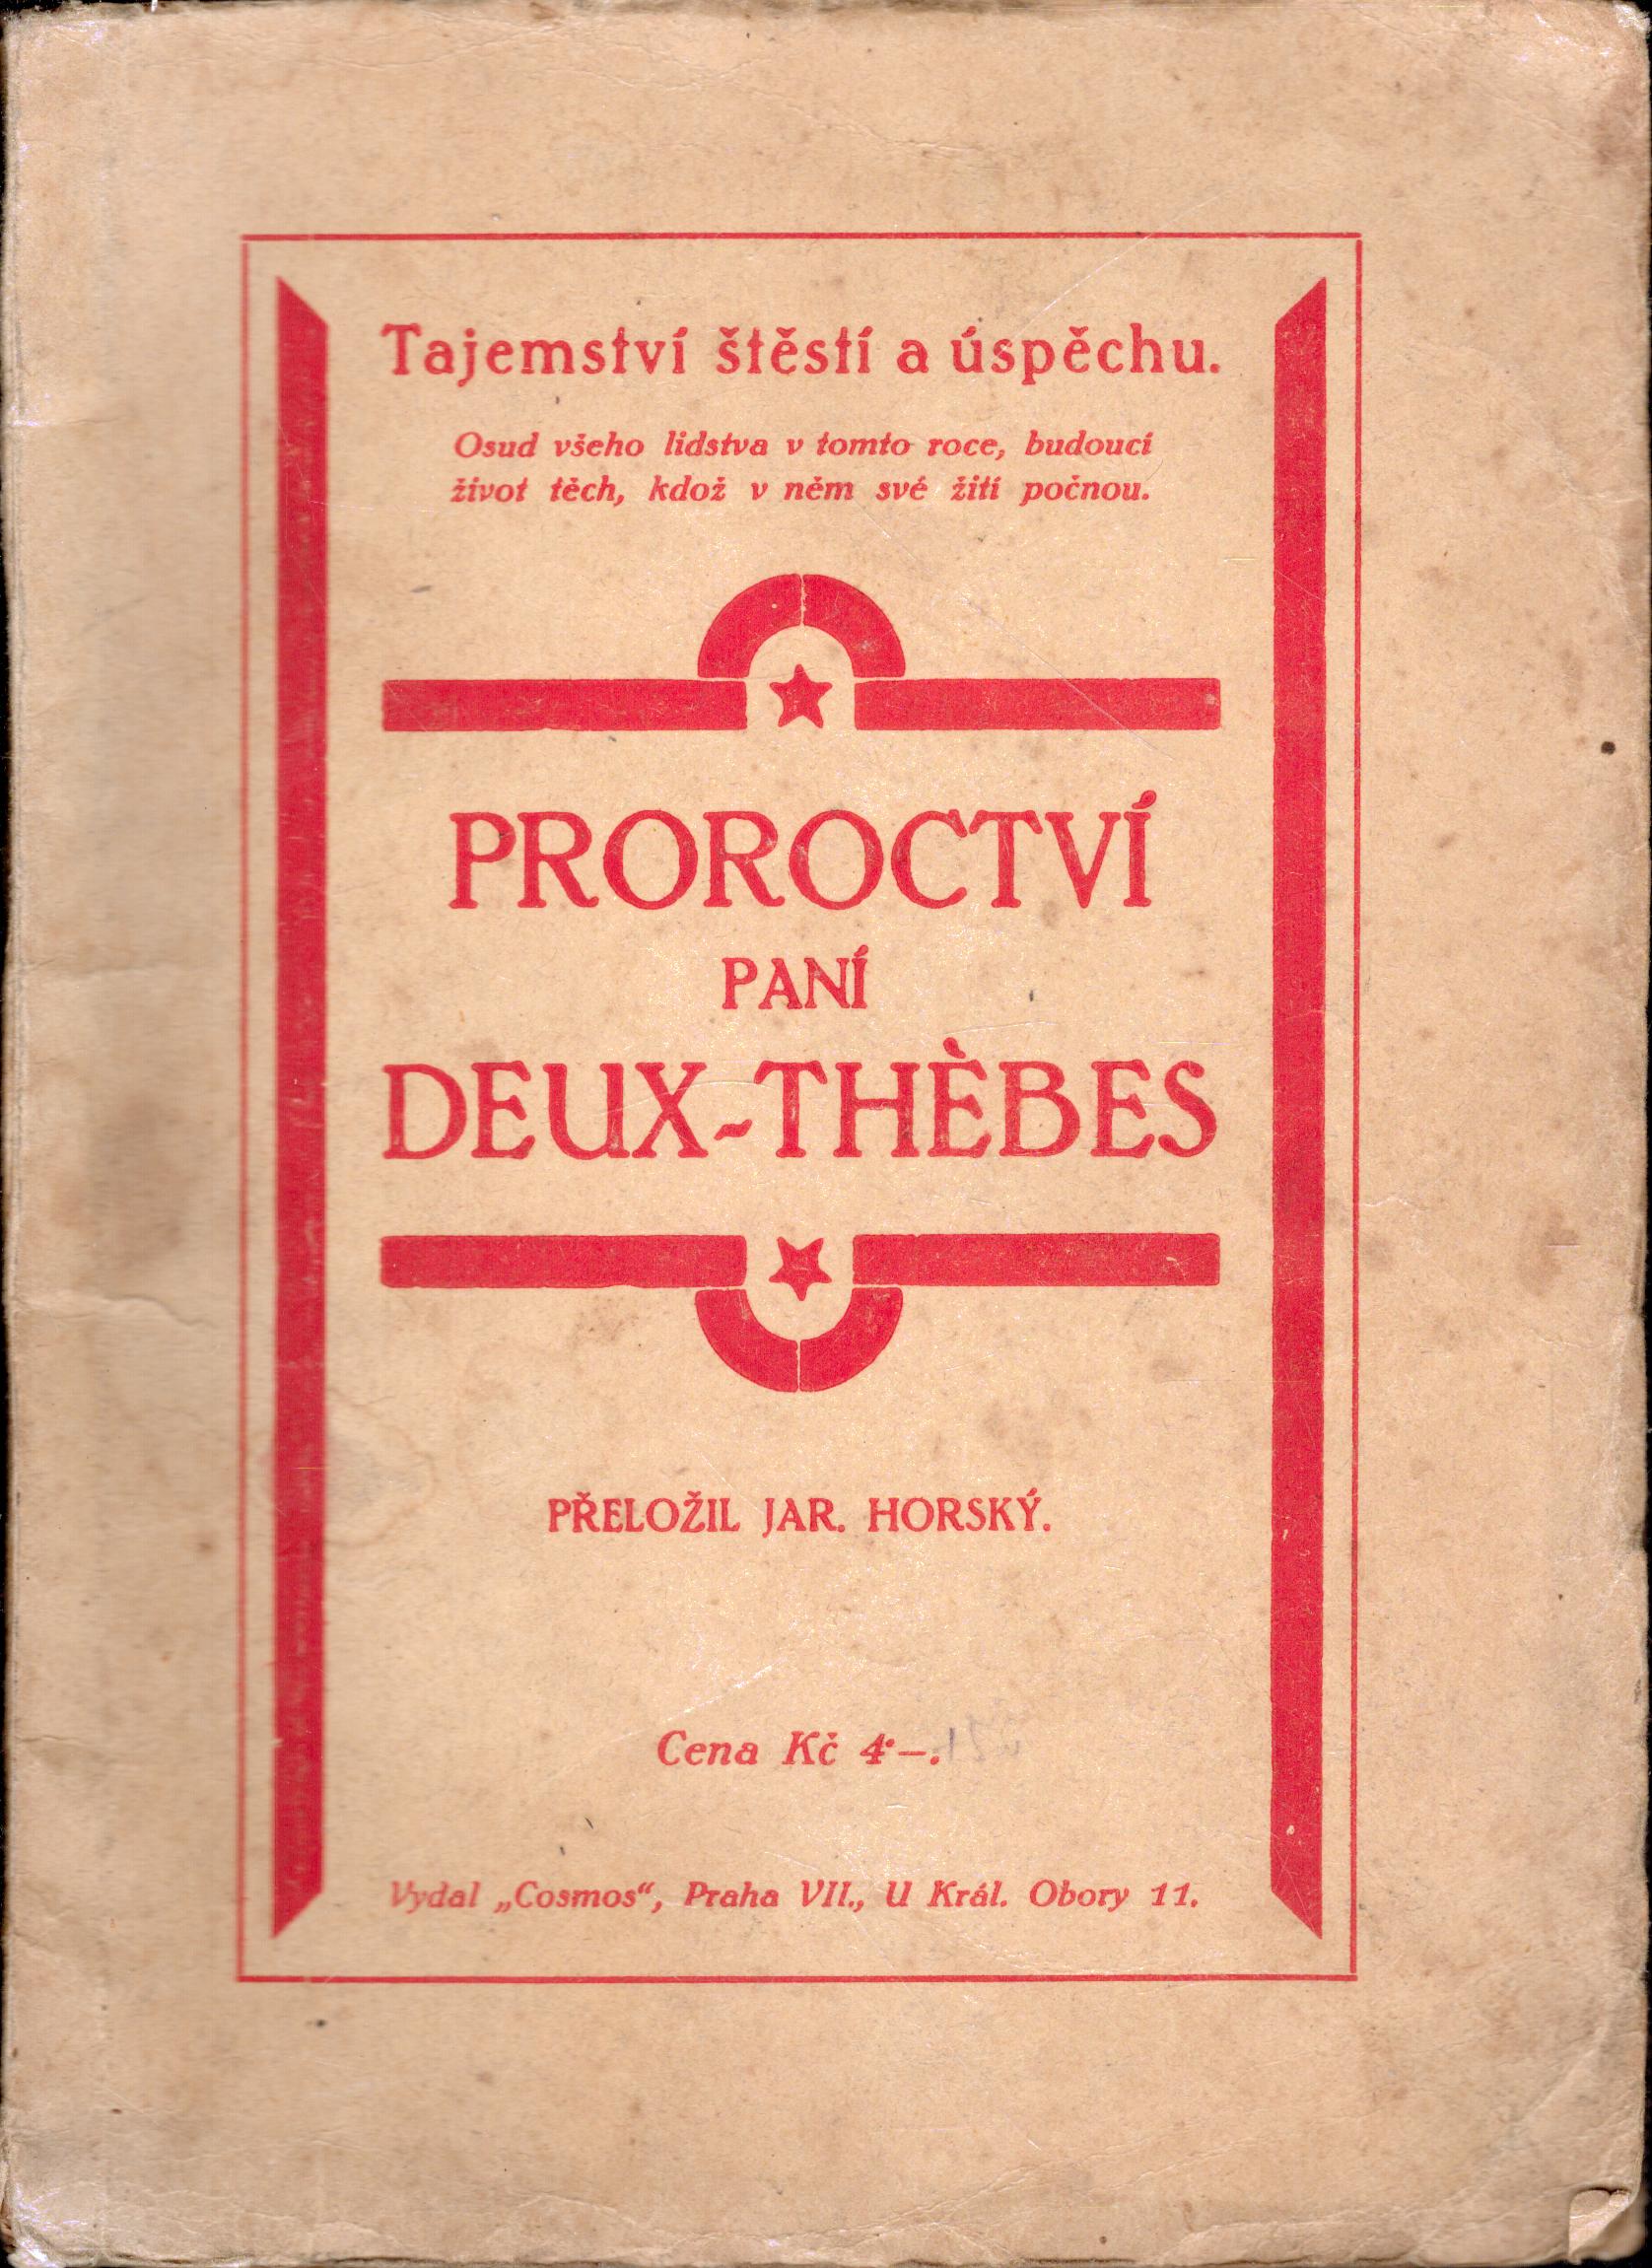 Tajemství štěstí a úspěchu.
Osud všeho lidstva v tomto roce, budoucí
život těch, kdož v něm své žití počnou.
PROROCTVÍ
PANÍ
DEUX-THÈBES
PŘELOŽIL JAR. HORSKÝ.
Cena Kč 4·—.
Vydal „Cosmos“, Praha VII., U Král. Obory 11.